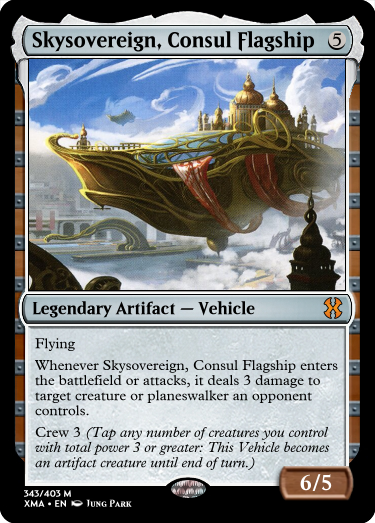 Skysovereign, Consul Flagship 5
Legendary Artifact — Vehicle
Flying
Whenever Skysovereign, Consul Flagship enters
the battlefield or attacks, it deals 3 damage to
target creature or planeswalker an opponent
controls.
Crew 3 (Tap any number of creatures you control
with total power 3 or greater: This Vehicle becomes
an artifact creature until end of turn.)
6/5
343/403 M
XMA • EN Jung Park